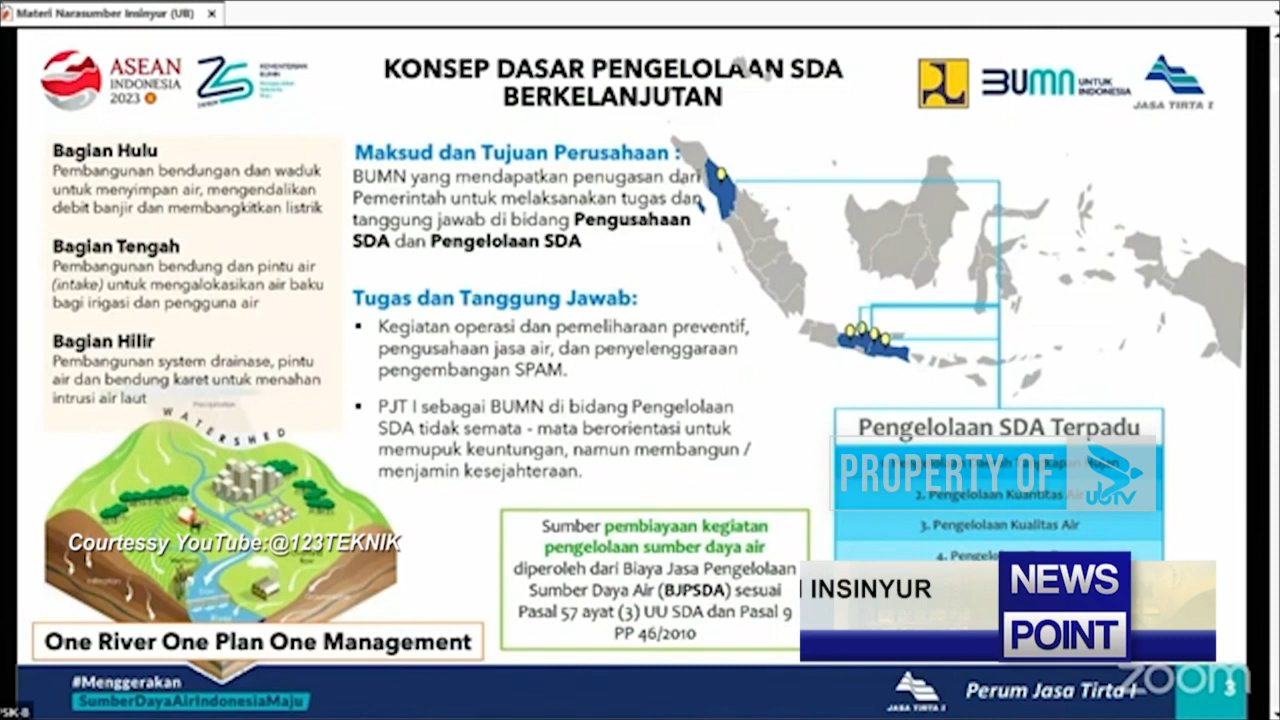 Materi Narasumber Insinyur (UB)
ASEAN
INDONESIA
2023
25
KEMENTERIAN
BUMN
KONSEP DASAR PENGELOLAAN SDA
BERKELANJUTAN
BUMN UNTUK
INDONESIA
JASA TIRTA I
Bagian Hulu
Pembangunan bendungan dan waduk
untuk menyimpan air, mengendalikan
debit banjir dan membangkitkan listrik
Bagian Tengah
Pembangunan bendung dan pintu air
(intake) untuk mengalokasikan air baku
bagi irigasi dan pengguna air
Bagian Hilir
Pembangunan system drainase, pintu
air dan bendung karet untuk menahan
intrusi air laut
Precipitation
WATERSHED
Courtessy YouTube:@123TEKNIK
One River One Plan One Management
Maksud dan Tujuan Perusahaan :
BUMN yang mendapatkan penugasan dari
Pemerintah untuk melaksanakan tugas dan
tanggung jawab di bidang Pengusahaan
SDA dan Pengelolaan SDA
Tugas dan Tanggung Jawab:
▪ Kegiatan operasi dan pemeliharaan preventif,
pengusahaan jasa air, dan penyelenggaraan
pengembangan SPAM.
▪ PJT I sebagai BUMN di bidang Pengelolaan
SDA tidak semata - mata berorientasi untuk
memupuk keuntungan, namun membangun /
menjamin kesejahteraan.
Sumber pembiayaan kegiatan
pengelolaan sumber daya air
diperoleh dari Biaya Jasa Pengelolaan
Sumber Daya Air (BJPSDA) sesuai
Pasal 57 ayat (3) UU SDA dan Pasal 9
PP 46/2010
Pengelolaan SDA Terpadu
PROPERTY OF UBTV
2. Pengelolaan Kuantitas Air
3. Pengelolaan Kualitas Air
4.
INSINYUR
NEWS
POINT
#Menggerakan
SumberDayaAirIndonesiaMaju
JASA TIRTA I
Perum Jasa Tirta I
zoom
3